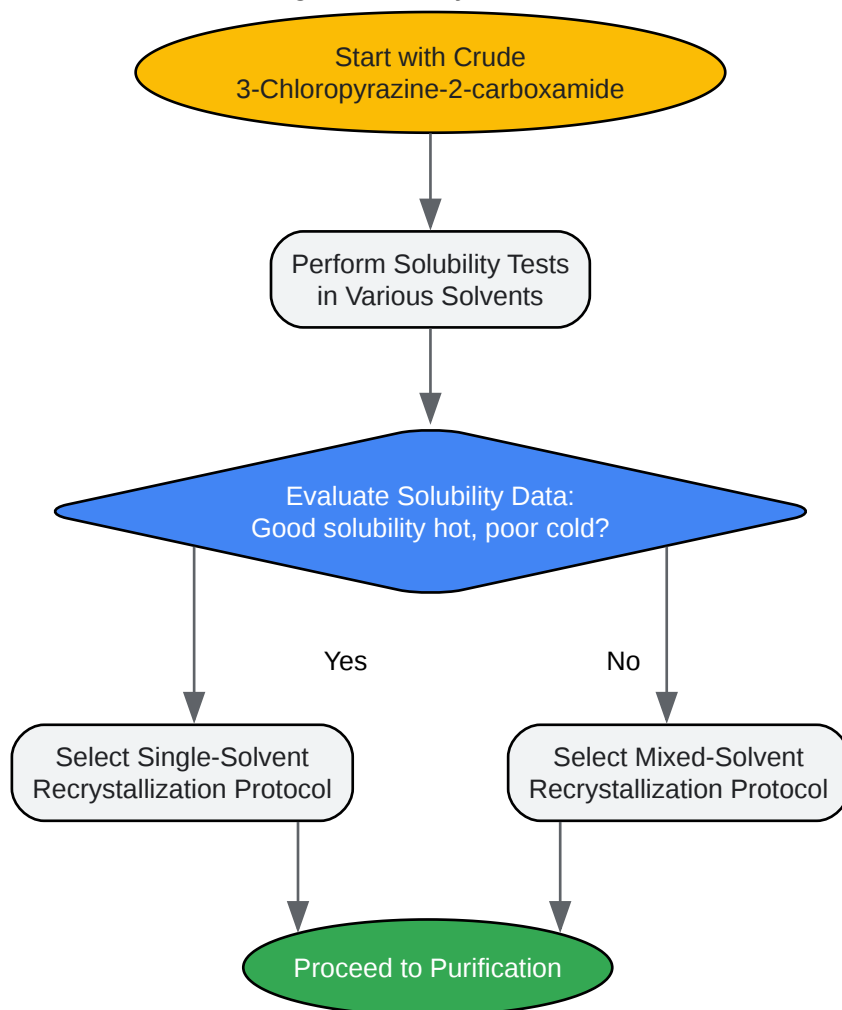 Start with Crude
3-Chloropyrazine-2-carboxamide
Perform Solubility Tests
in Various Solvents
Evaluate Solubility Data:
Good solubility hot, poor cold?
Yes
No
Select Single-Solvent
Recrystallization Protocol
Select Mixed-Solvent
Recrystallization Protocol
Proceed to Purification